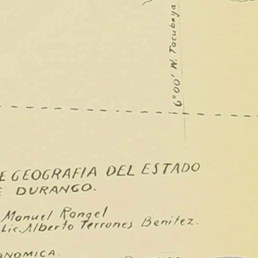 6°00' W. Tacubaya
E GEOGRAFIA DEL ESTADO
E DURANGO.
Manuel Rangel
Lic. Alberto Terrones Benitez.
ONOMICA.